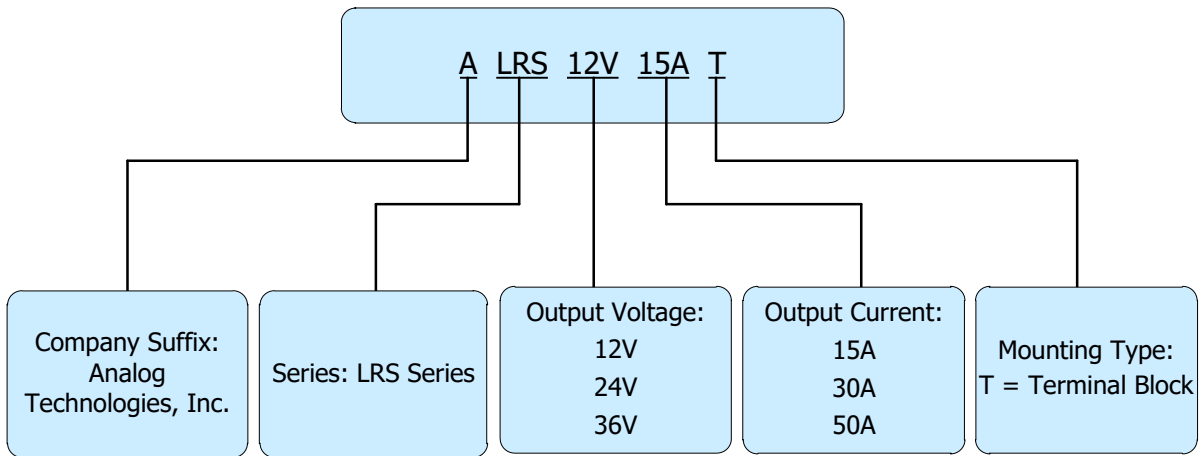 A LRS 12V 15A T
Company Suffix:
Analog
Technologies, Inc.
Series: LRS Series
Output Voltage:
12V
24V
36V
Output Current:
15A
30A
50A
Mounting Type:
T = Terminal Block